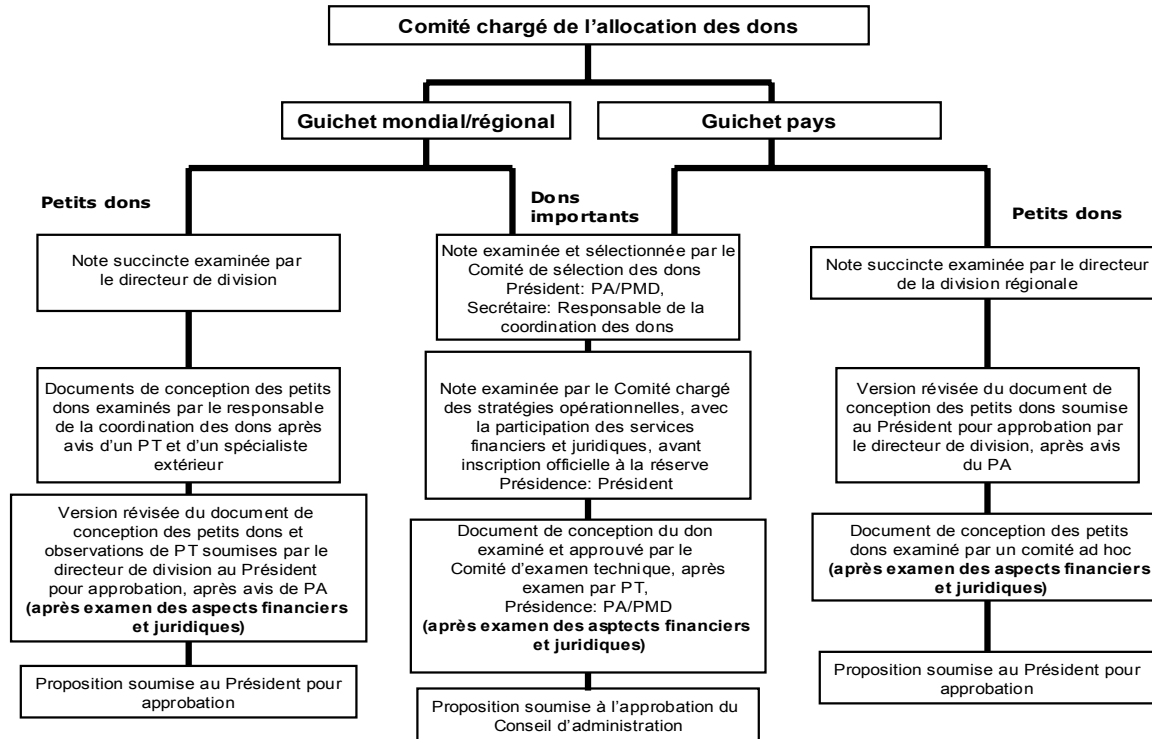 Comité chargé de l’allocation des dons
Guichet mondial/régional
Guichet pays
Petits dons
Dons
importants
Petits dons
Note succincte examinée par
le directeur de division
Documents de conception des petits
dons examinés par le responsable
de la coordination des dons après
avis d’un PT et d’un spécialiste
extérieur
Version révisée du document de
conception des petits dons et
observations de PT soumises par le
directeur de division au Président
pour approbation, après avis de PA
(après examen des aspects financiers
et juridiques)
Proposition soumise au Président pour
approbation
Note examinée et sélectionnée par le
Comité de sélection des dons
Président: PA/PMD,
Secrétaire: Responsable de la
coordination des dons
Note examinée par le Comité chargé
des stratégies opérationnelles, avec
la participation des services
financiers et juridiques, avant
inscription officielle à la réserve
Présidence: Président
Document de conception du don
examiné et approuvé par le
Comité d’examen technique, après
examen par PT,
Présidence: PA/PMD
(après examen des asptects financiers
et juridiques)
Proposition soumise à l’approbation du
Conseil d’administration
Note succincte examinée par le directeur
de la division régionale
Version révisée du document de
conception des petits dons soumise
au Président pour approbation par
le directeur de division, après avis
du PA
Document de conception des petits
dons examiné par un comité ad hoc
(après examen des aspects financiers
et juridiques)
Proposition soumise au Président pour
approbation